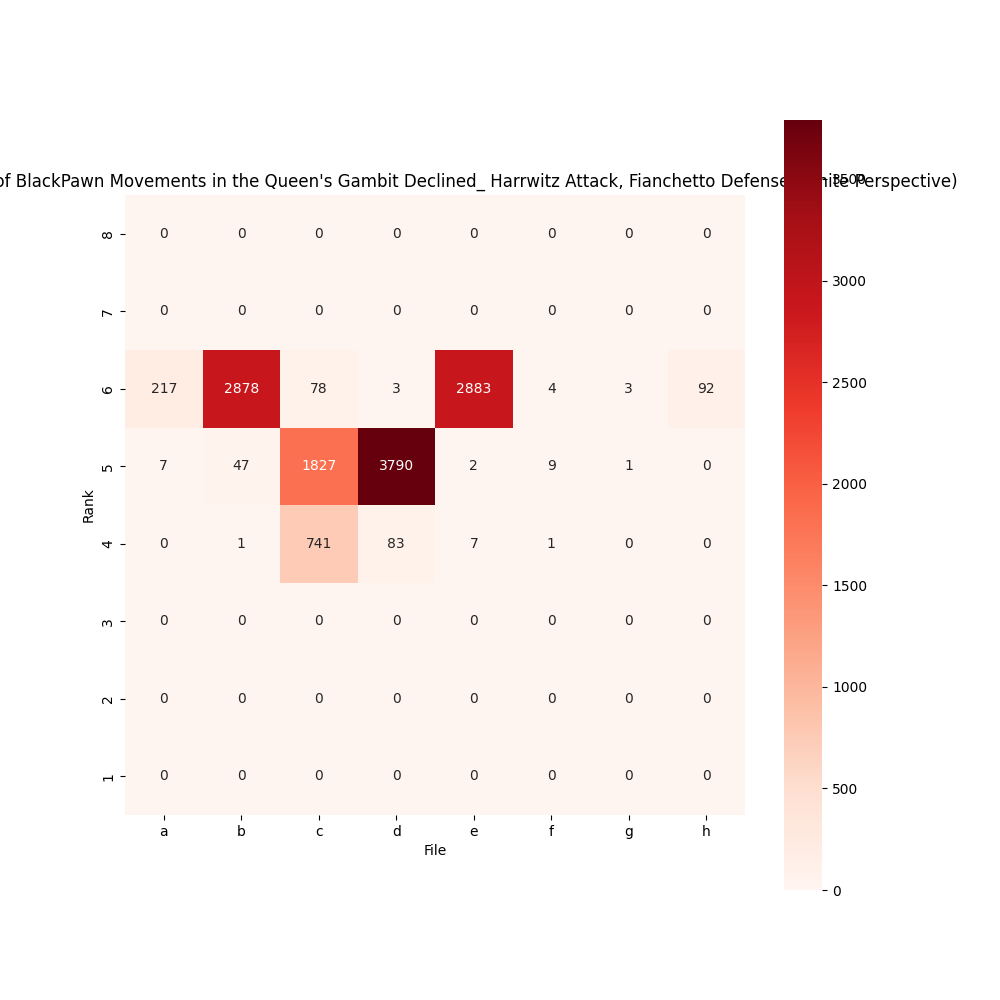 of BlackPawn Movements in the Queen's Gambit Declined_ Harrwitz Attack, Fianchetto Defense Perspective)
3500
8 0 0 0 0 0 0 0 0
7 0 0 0 0 0 0 0 0
3000
6 217 2878 78 3 2883 4 3 92
2500
5 7 47 1827 3790 2 9 1 0
2000
Rank
4 0 1 741 83 7 1 0 0
1500
3 0 0 0 0 0 0 0 0
1000
2 0 0 0 0 0 0 0 0
1 0 0 0 0 0 0 0 0
500
a b c d e f g h
File
0